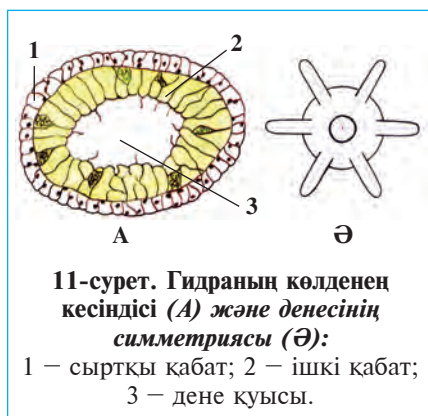 1
2
3
А
Ә
11-сурет. Гидраның көлденең
кесіндісі (А) және денесінің
симметриясы (Ә):
1 — сыртқы қабат; 2 — ішкі қабат;
3 — дене қуысы.